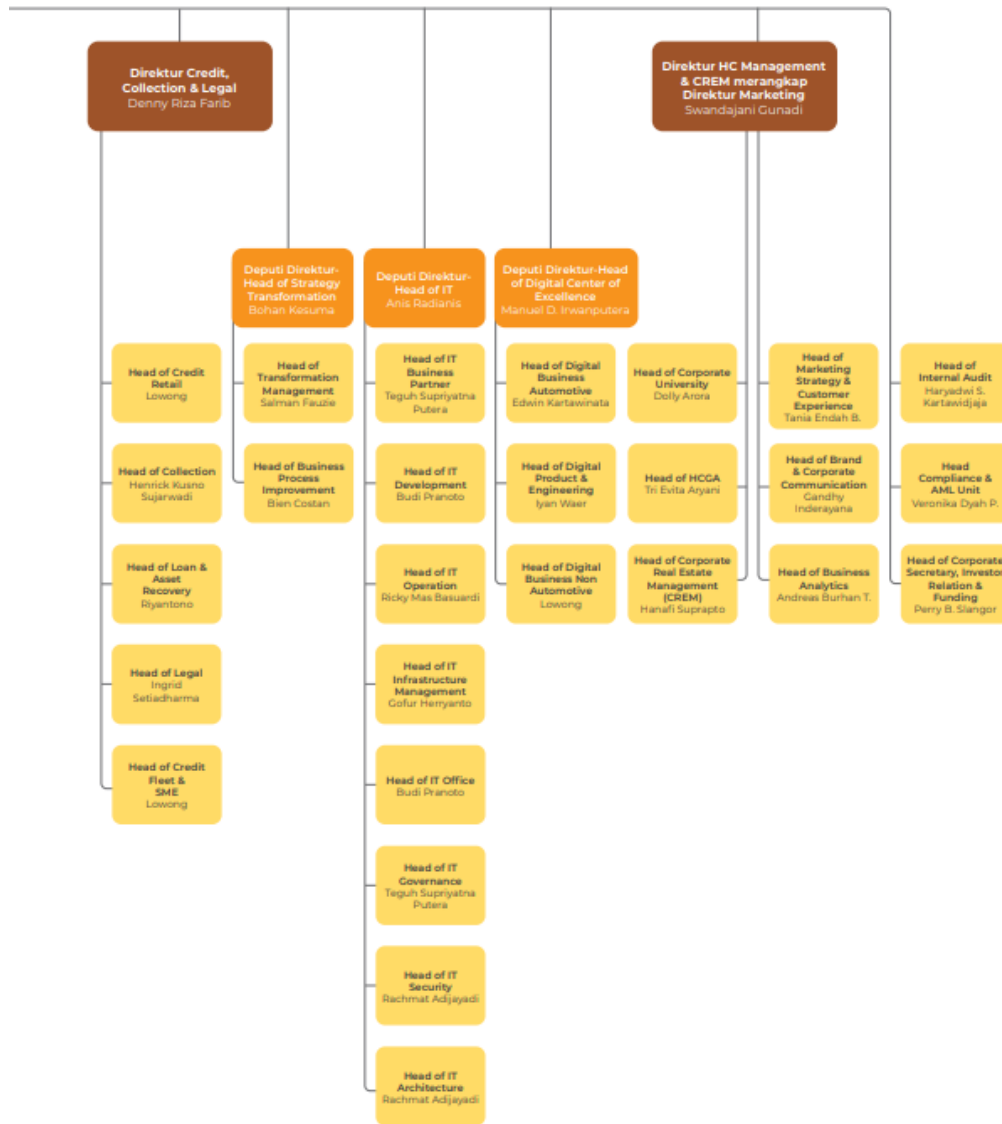 Direktur Credit,
Collection & Legal
Denny Riza Farib
Direktur HC Management
& CREM merangkap
Direktur Marketing
Swandajani Gunadi
Deputi Direktur-
Head of Strategy
Transformation
Bohan Kesuma
Deputi Direktur-
Head of IT
Anis Radianis
Deputi Direktur-Head
of Digital Center of
Excellence
Manuel D. Irwanputera
Head of Credit
Retail
Lowong
Head of
Transformation
Management
Salman Fauzie
Head of IT
Business
Partner
Teguh Supriyatna
Putera
Head of Digital
Business
Automotive
Edwin Kartawinata
Head of Corporate
University
Dolly Arora
Head of
Marketing
Strategy &
Customer
Experience
Tania Endah B.
Head of
Internal Audit
Haryadwi S.
Kartawidjaja
Head of Collection
Henrick Kusno
Sujarwadi
Head of Business
Process
Improvement
Bien Costan
Head of IT
Development
Budi Pranoto
Head of Digital
Product &
Engineering
Iyan Waer
Head of HCGA
Tri Evita Aryani
Head of Brand
& Corporate
Communication
Gandhy
Inderayana
Head
Compliance &
AML Unit
Veronika Dyah P.
Head of Loan &
Asset
Recovery
Riyantono
Head of IT
Operation
Ricky Mas Basuardi
Head of Digital
Business Non
Automotive
Lowong
Head of Corporate
Real Estate
Management
(CREM)
Hanafi Suprapto
Head of Business
Analytics
Andreas Burhan T.
Head of Corporate
Secretary, Investor
Relation &
Funding
Perry B. Slangor
Head of Legal
Ingrid
Setiadharma
Head of IT
Infrastructure
Management
Gofur Herryanto
Head of Credit
Fleet &
SME
Lowong
Head of IT Office
Budi Pranoto
Head of IT
Governance
Teguh Supriyatna
Putera
Head of IT
Security
Rachmat Adijayadi
Head of IT
Architecture
Rachmat Adijayadi